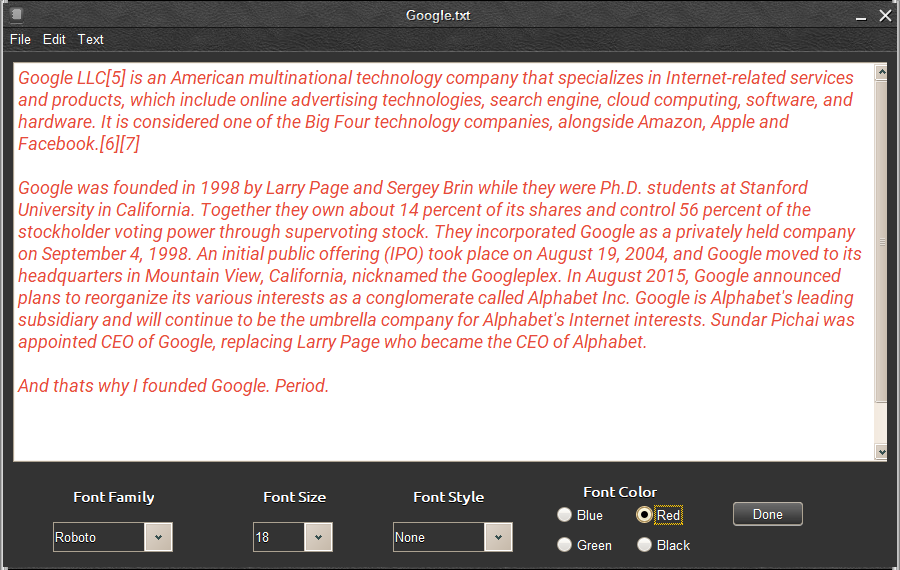 Google.txt
File Edit Text
Google LLC[5] is an American multinational technology company that specializes in Internet-related services
and products, which include online advertising technologies, search engine, cloud computing, software, and
hardware. It is considered one of the Big Four technology companies, alongside Amazon, Apple and
Facebook.[6][7]
Google was founded in 1998 by Larry Page and Sergey Brin while they were Ph.D. students at Stanford
University in California. Together they own about 14 percent of its shares and control 56 percent of the
stockholder voting power through supervoting stock. They incorporated Google as a privately held company
on September 4, 1998. An initial public offering (IPO) took place on August 19, 2004, and Google moved to its
headquarters in Mountain View, California, nicknamed the Googleplex. In August 2015, Google announced
plans to reorganize its various interests as a conglomerate called Alphabet Inc. Google is Alphabet's leading
subsidiary and will continue to be the umbrella company for Alphabet's Internet interests. Sundar Pichai was
appointed CEO of Google, replacing Larry Page who became the CEO of Alphabet.
And thats why I founded Google. Period.
Font Family Font Size Font Style Font Color
Blue Red Done
Roboto 18 None
Green Black